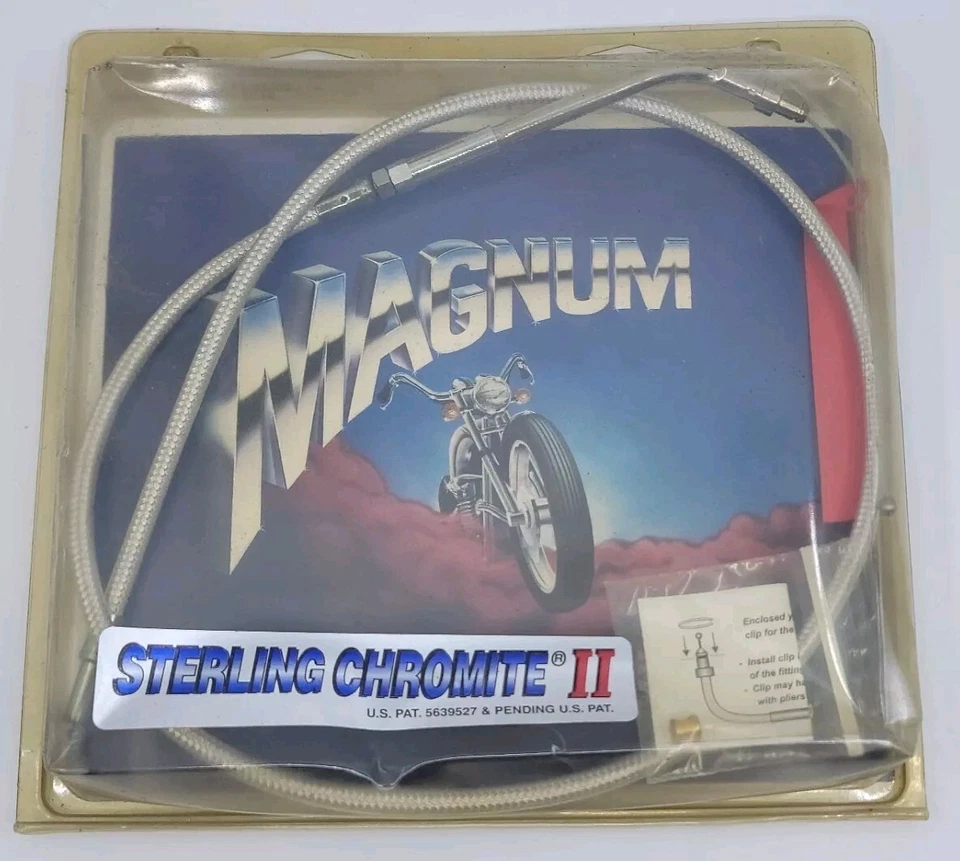 MAGNUM
STERLING CHROMITE® II
U.S. PAT. 5639527 & PENDING U.S. PAT.
Enclosed
clip for the
- Install clip
of the fittin
- Clip may ha
with pliers